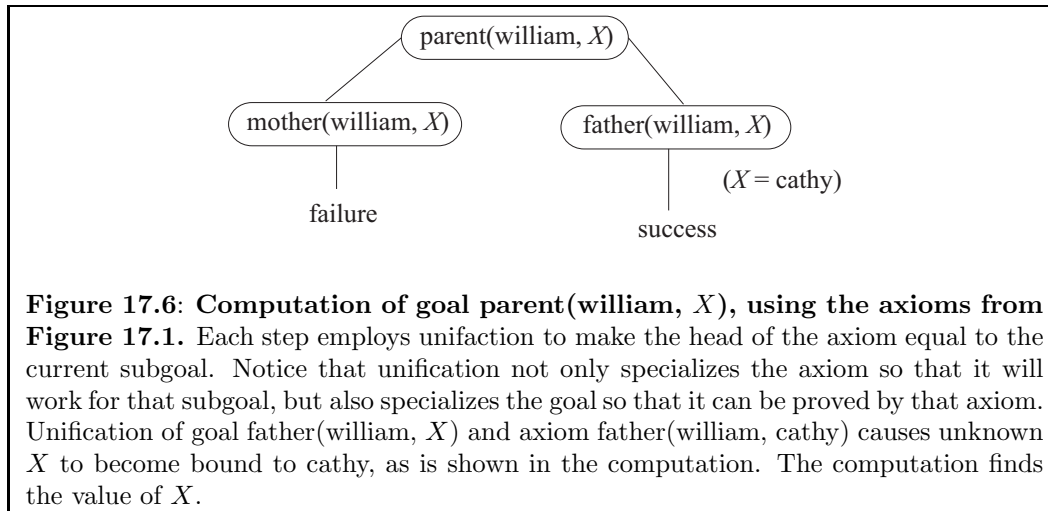 parent(william, X)
mother(william, X) father(william, X)
(X = cathy)
failure
success
Figure 17.6: Computation of goal parent(william, X), using the axioms from
Figure 17.1. Each step employs unifaction to make the head of the axiom equal to the
current subgoal. Notice that unification not only specializes the axiom so that it will
work for that subgoal, but also specializes the goal so that it can be proved by that axiom.
Unification of goal father(william, X) and axiom father(william, cathy) causes unknown
X to become bound to cathy, as is shown in the computation. The computation finds
the value of X.